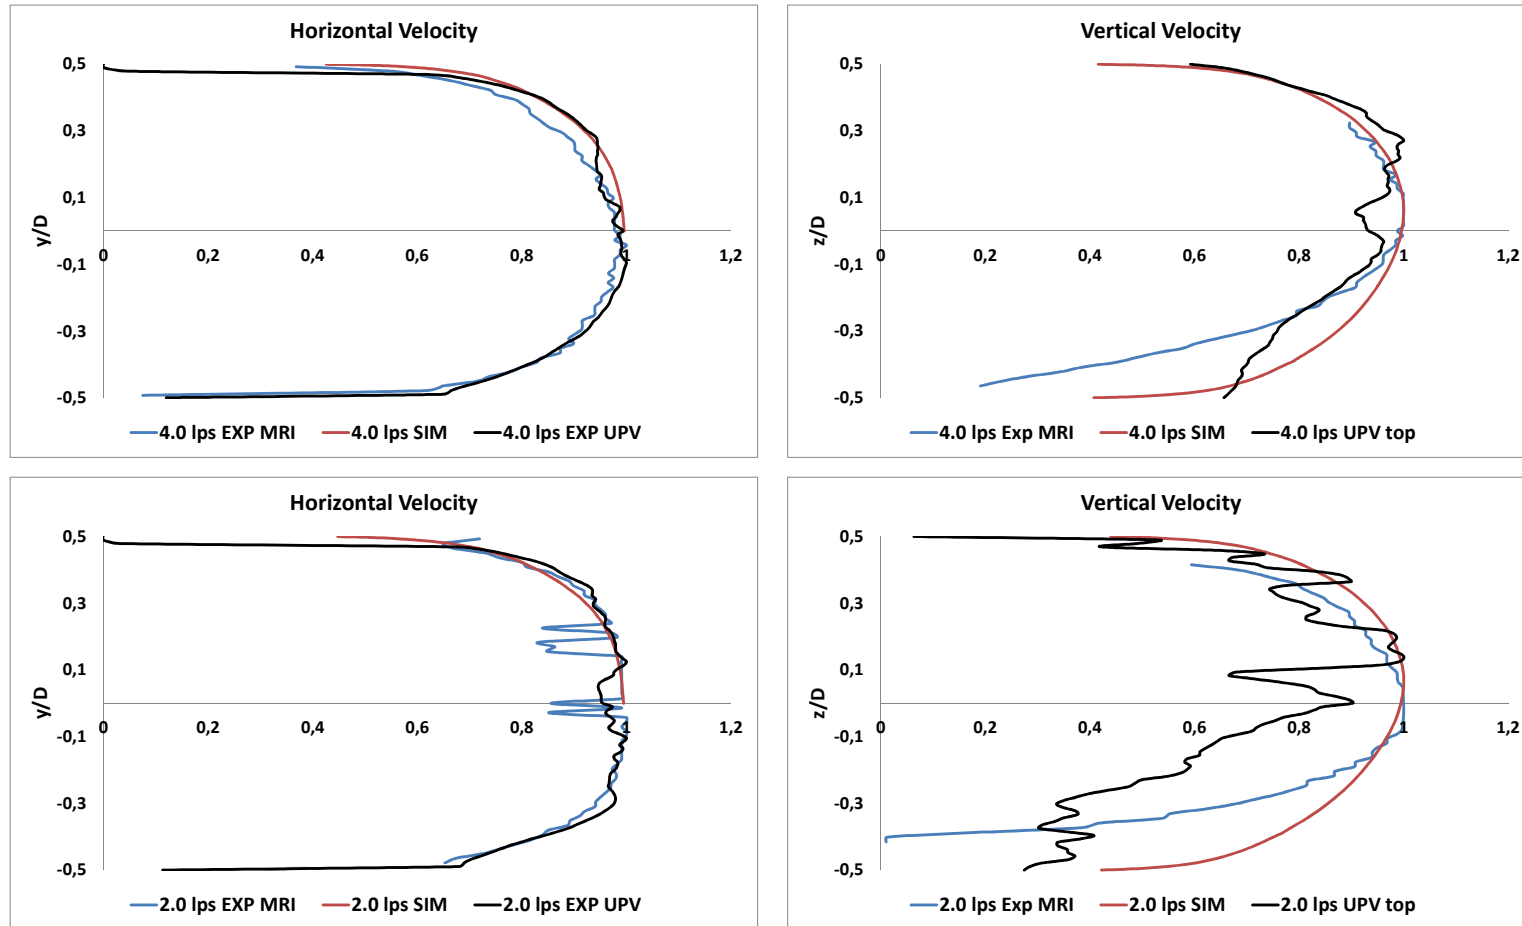 Horizontal Velocity
0,5
0,3
0,1
-0,1
-0,3
-0,5
y/D
0 0,2 0,4 0,6 0,8 1 1,2
4.0 lps EXP MRI 4.0 lps SIM 4.0 lps EXP UPV
Vertical Velocity
0,5
0,3
0,1
-0,1
-0,3
-0,5
z/D
0 0,2 0,4 0,6 0,8 1 1,2
4.0 lps Exp MRI 4.0 lps SIM 4.0 lps UPV top
Horizontal Velocity
0,5
0,3
0,1
-0,1
-0,3
-0,5
y/D
0 0,2 0,4 0,6 0,8 1 1,2
2.0 lps EXP MRI 2.0 lps SIM 2.0 lps EXP UPV
Vertical Velocity
0,5
0,3
0,1
-0,1
-0,3
-0,5
z/D
0 0,2 0,4 0,6 0,8 1 1,2
2.0 lps Exp MRI 2.0 lps SIM 2.0 lps UPV top